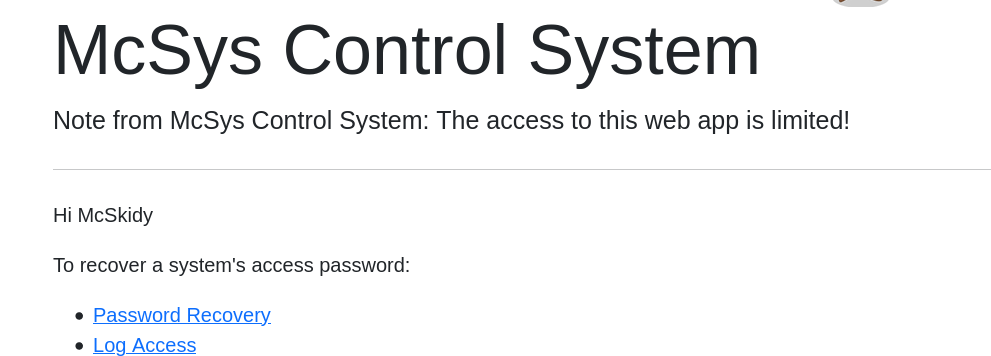 McSys Control System
Note from McSys Control System: The access to this web app is limited!
Hi McSkidy
To recover a system's access password:
Password Recovery
Log Access